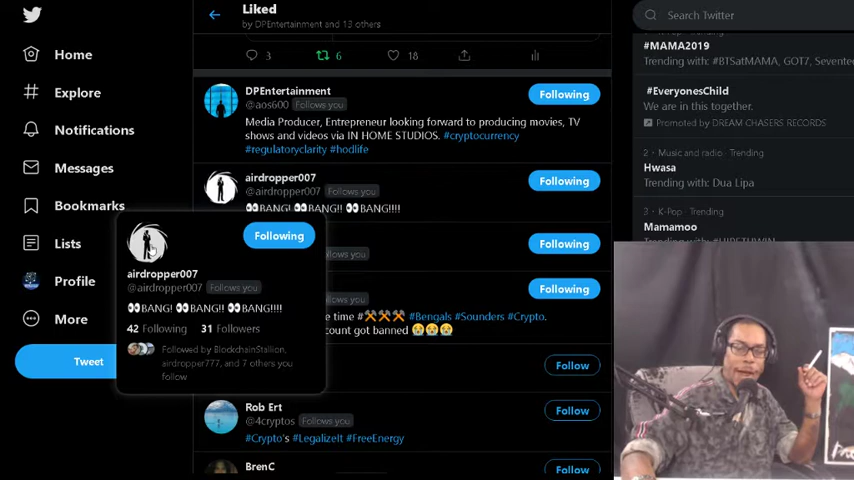 Home
Explore
Notifications
Messages
Bookmarks
Lists
Profile
More
Tweet
Liked
by DPEntertainment and 13 others
3
6
18
DPEntertainment
@aos600 Follows you
Following
Media Producer, Entrepreneur looking forward to producing movies, TV
shows and videos via IN HOME STUDIOS. #cryptocurrency
#regulatoryclarity #hodlife
airdropper007
@airdropper007 Follows you
Following
👀BANG! 👀BANG!! 👀BANG!!!!
Following
airdropper007
@airdropper007 Follows you
👀BANG! 👀BANG!! 👀BANG!!!!
42 Following 31 Followers
Followed by BlockchainStallion,
airdropper777, and 7 others you
follow
Following
Following
time #⚒⚒⚒ #Bengals #Sounders #Crypto.
count got banned 😭😭😭
Follow
Rob Ert
@4cryptos Follows you
Follow
#Crypto's #LegalizeIt #FreeEnergy
BrenC
Follow
Search Twitter
#MAMA2019
Trending with: #BTSatMAMA, GOT7, Sevente
#EveryonesChild
We are in this together.
Promoted by DREAM CHASERS RECORDS
2 · Music and radio · Trending
Hwasa
Trending with: Dua Lipa
3 · K-Pop · Trending
Mamamoo